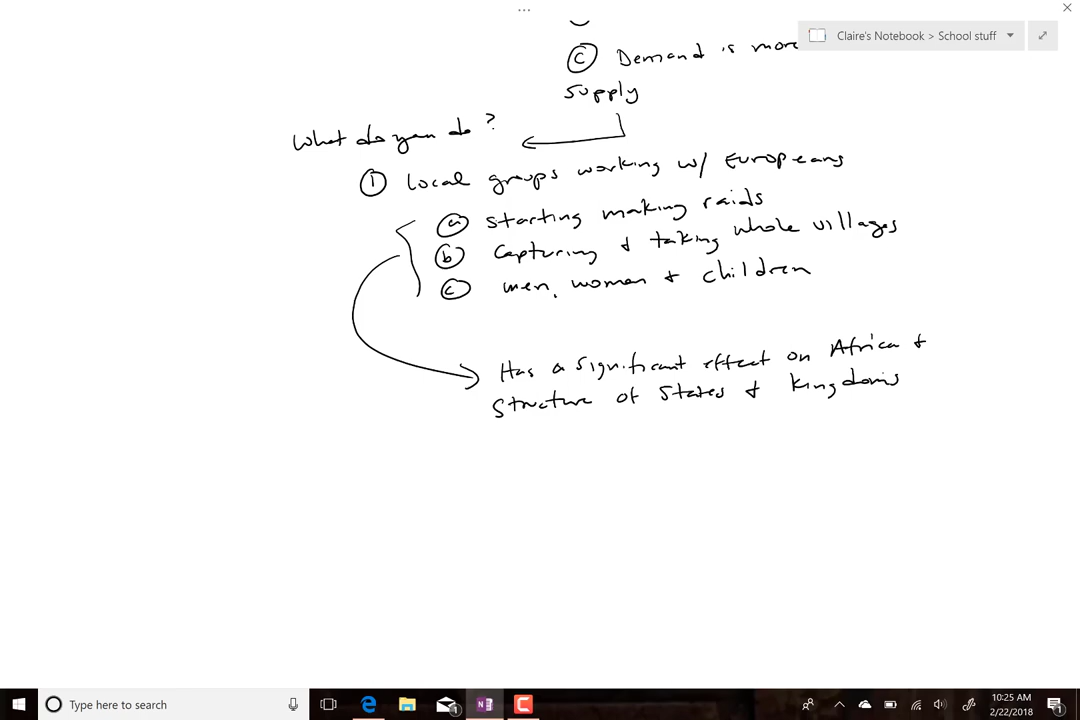 Claire's Notebook > School stuff
C Demand is more
supply
What do you do?
1 Local groups working w/ Europeans
a starting making raids
b capturing & taking whole villages
c men, woman & children
Has a significant effect on Africa &
structure of States & Kingdoms
Type here to search
10:25 AM
2/22/2018